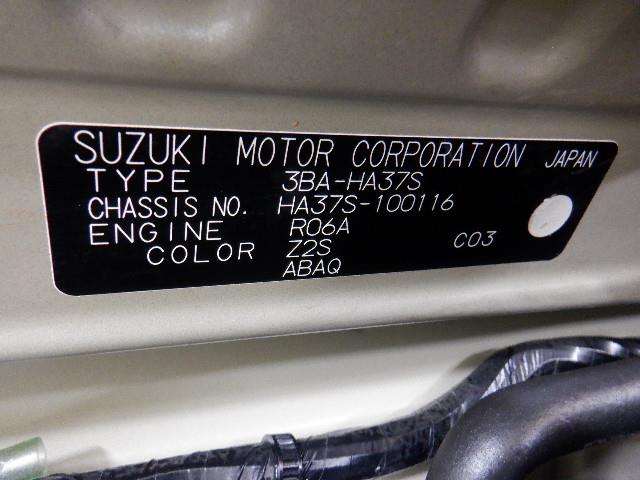 SUZUKI MOTOR CORPORATION JAPAN
TYPE 3BA-HA37S
CHASSIS NO. HA37S-100116
ENGINE R06A
COLOR Z2S C03
ABAQ